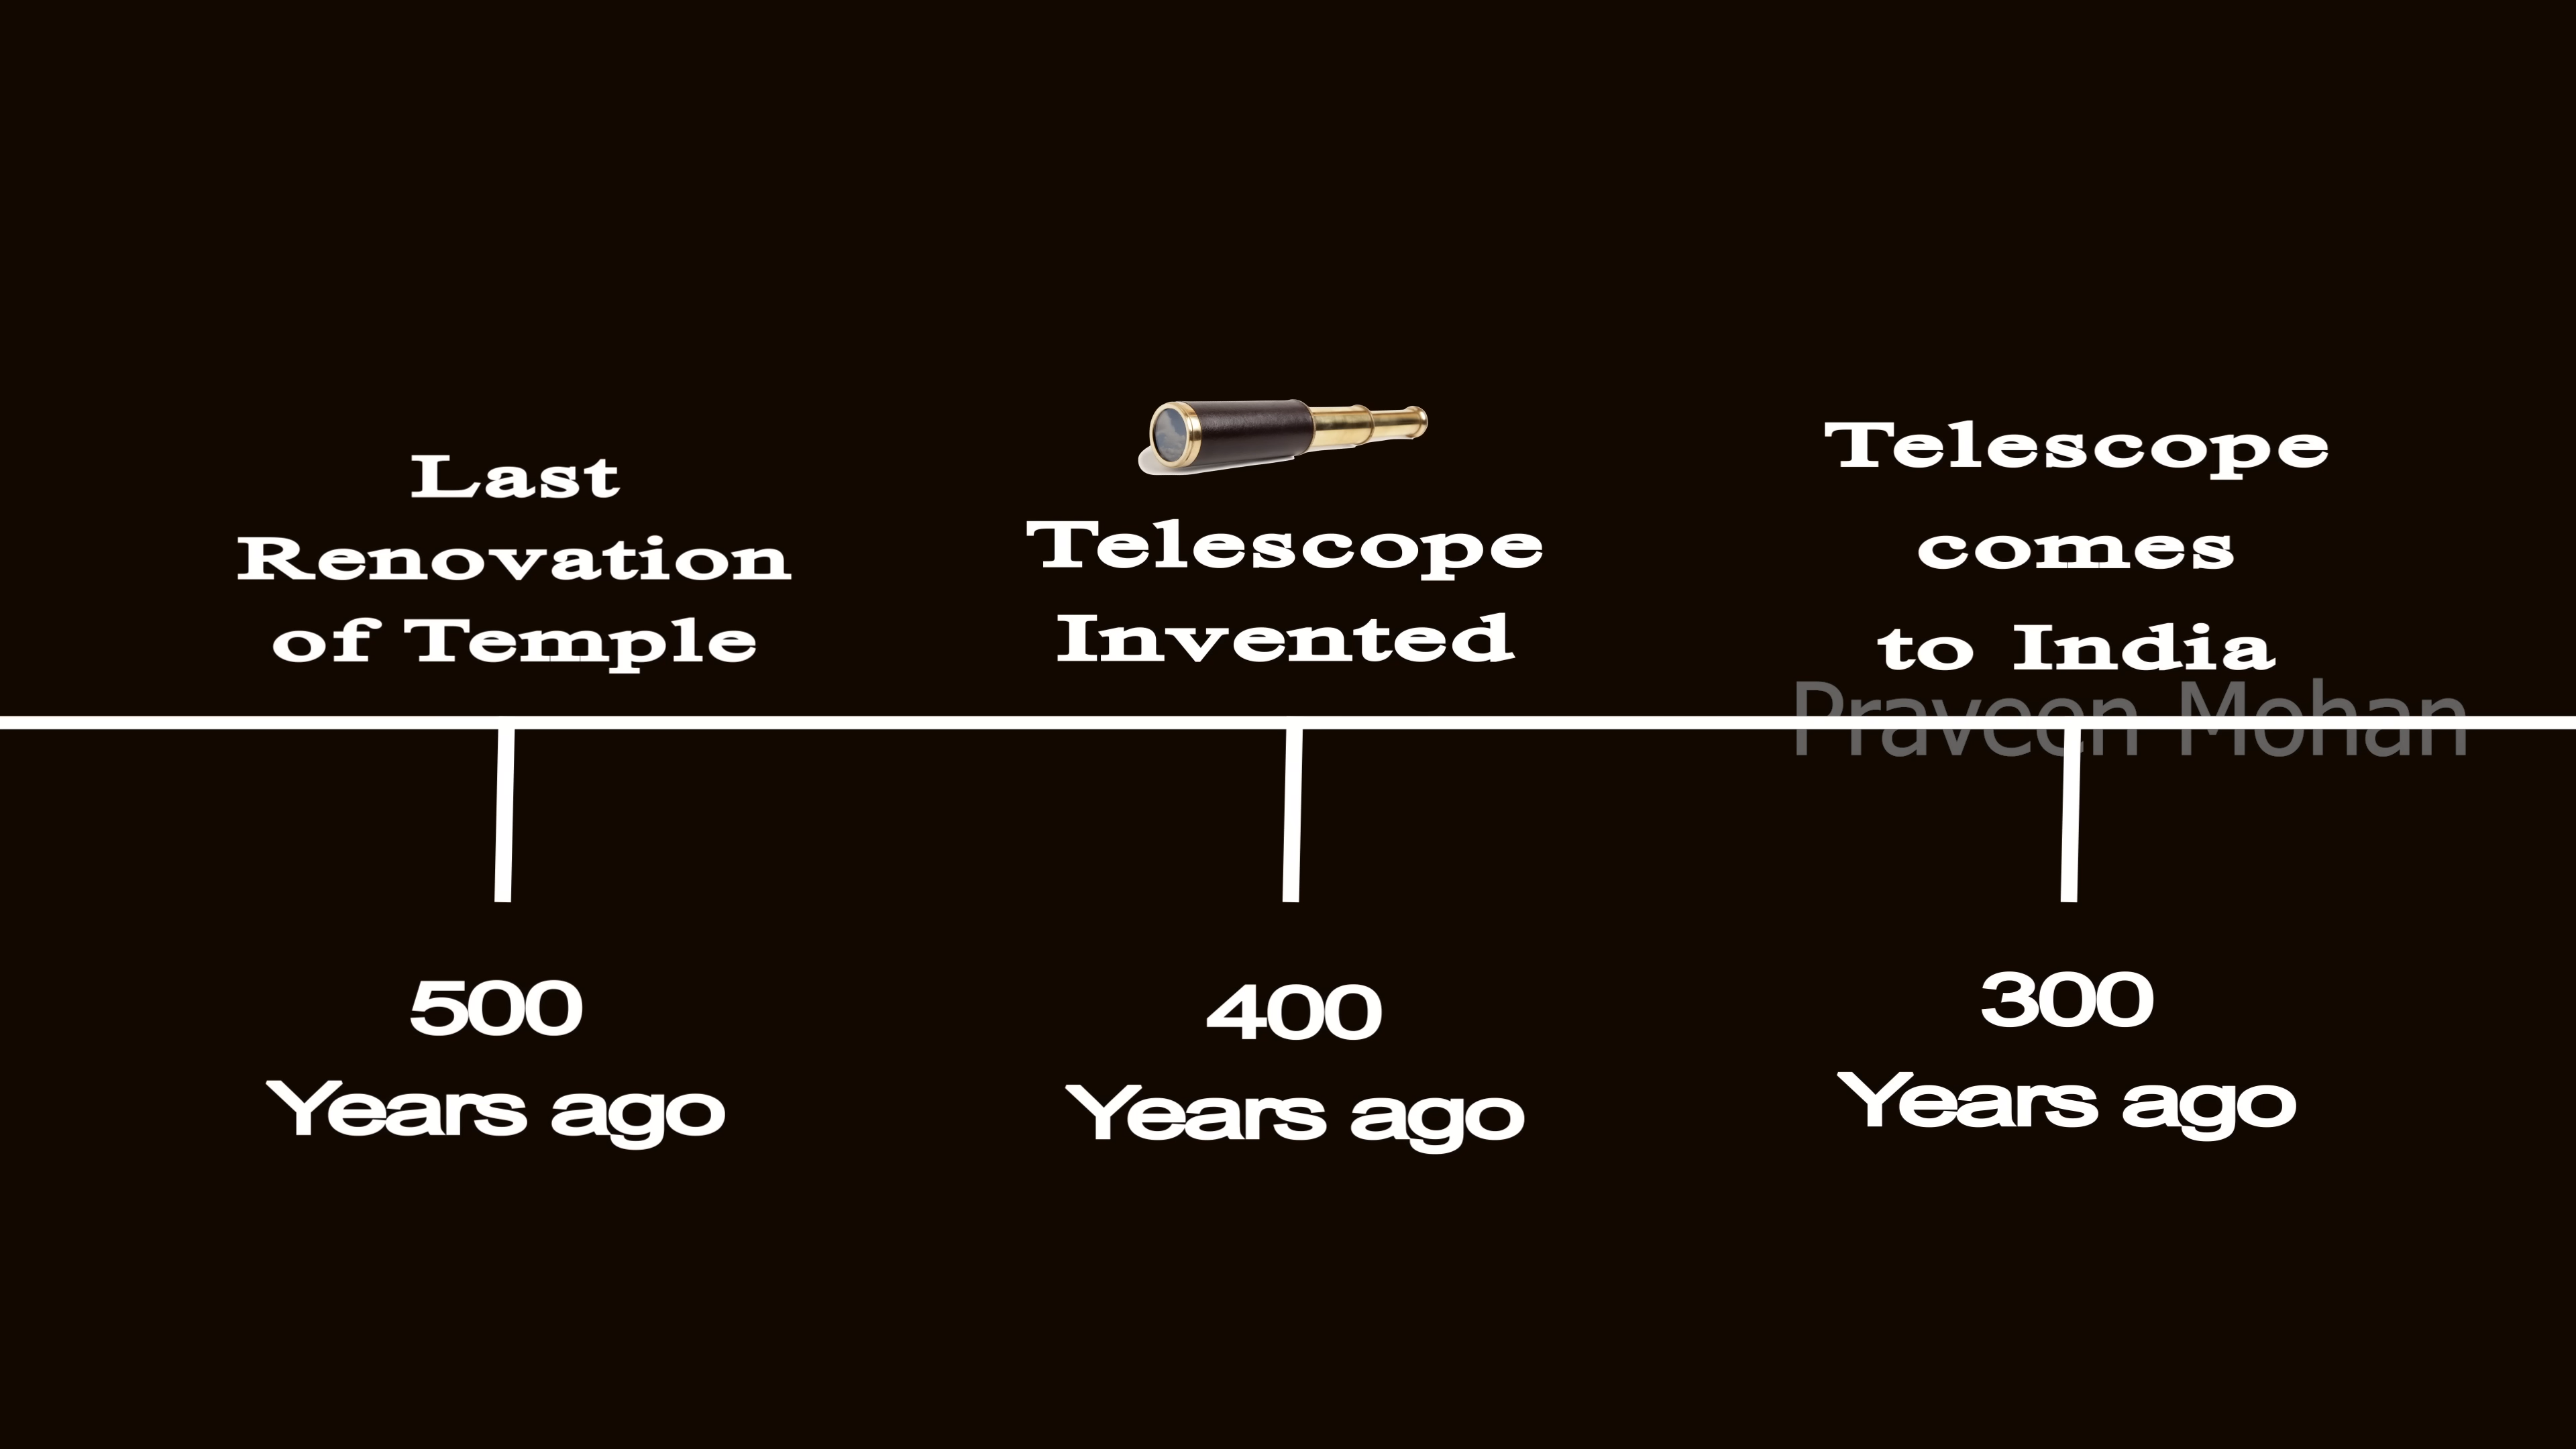 Last
Renovation
of Temple
Telescope
Invented
Telescope
comes
to India
Praveen Mohan
500
Years ago
400
Years ago
300
Years ago